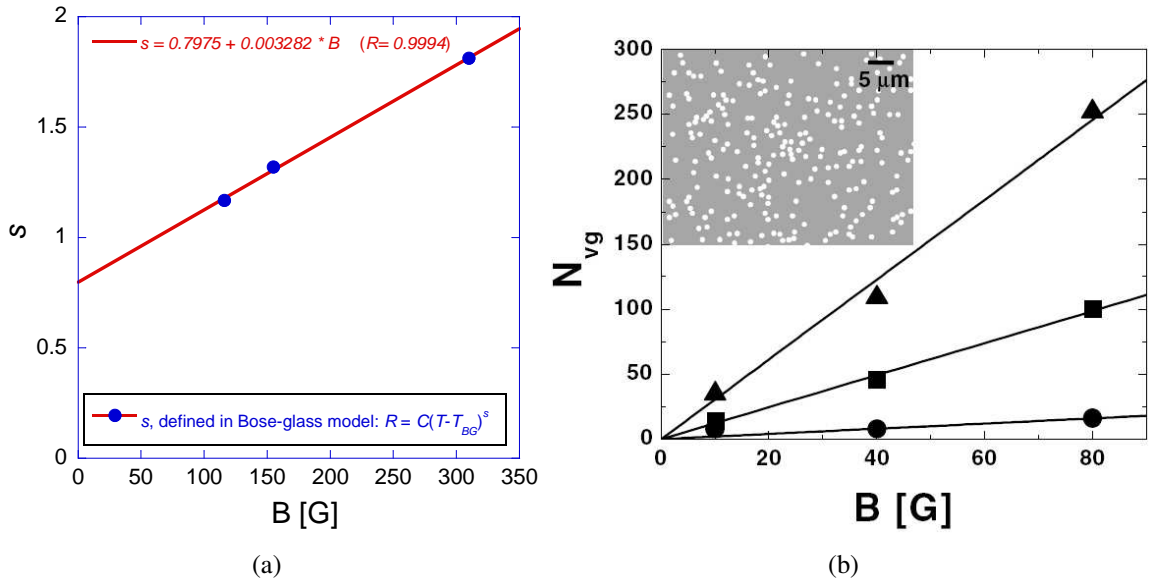 2
1.5
1
0.5
0
s
0 50 100 150 200 250 300 350
B [G]
s = 0.7975 + 0.003282 * B (R= 0.9994)
s, defined in Bose-glass model: R = C(T-T_BG)^s
(a)
300
250
200
150
100
50
0
N_vg
0 20 40 60 80
B [G]
5 μm
(b)